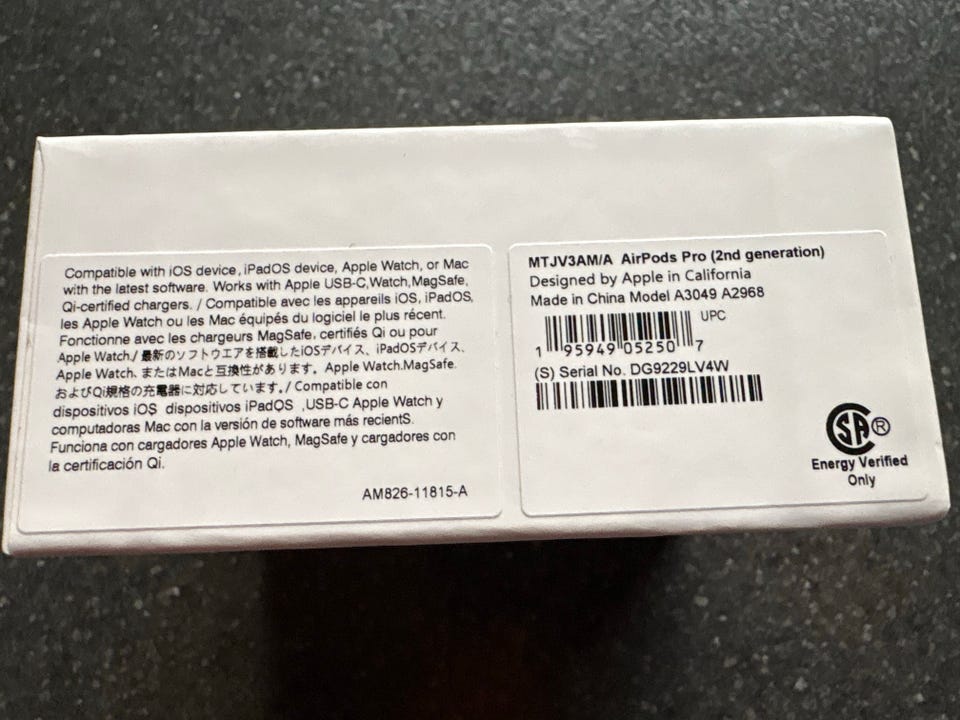 Compatible with iOS device, iPadOS device, Apple Watch, or Mac
with the latest software. Works with Apple USB-C,Watch,MagSafe,
Qi-certified chargers. / Compatible avec les appareils iOS, iPadOS,
les Apple Watch ou les Mac équipés du logiciel le plus récent.
Fonctionne avec les chargeurs MagSafe, certifiés Qi ou pour
Apple Watch./ 最新のソフトウエアを搭載したiOSデバイス、iPadOSデバイス、
Apple Watch、またはMacと互換性があります。Apple Watch.MagSafe.
およびQi規格の充電器に対応しています。/ Compatible con
dispositivos iOS dispositivos iPadOS ,USB-C Apple Watch y
computadoras Mac con la versión de software más recientS.
Funciona con cargadores Apple Watch, MagSafe y cargadores con
la certificación Qi.
AM826-11815-A
MTJV3AM/A AirPods Pro (2nd generation)
Designed by Apple in California
Made in China Model A3049 A2968
UPC
1 95949 05250 7
(S) Serial No. DG9229LV4W
SA ®
Energy Verified
Only